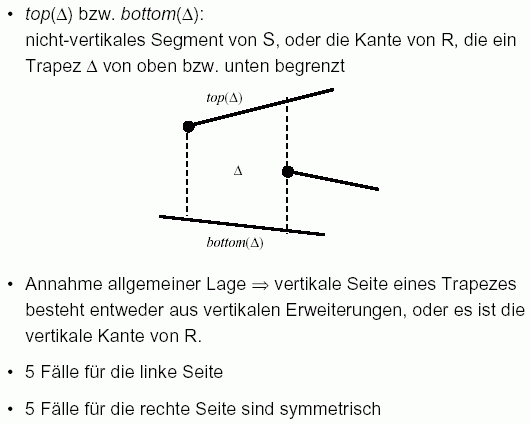 • top(Δ) bzw. bottom(Δ):
nicht-vertikales Segment von S, oder die Kante von R, die ein
Trapez Δ von oben bzw. unten begrenzt
top(Δ)
Δ
bottom(Δ)
• Annahme allgemeiner Lage ⇒ vertikale Seite eines Trapezes
besteht entweder aus vertikalen Erweiterungen, oder es ist die
vertikale Kante von R.
• 5 Fälle für die linke Seite
• 5 Fälle für die rechte Seite sind symmetrisch